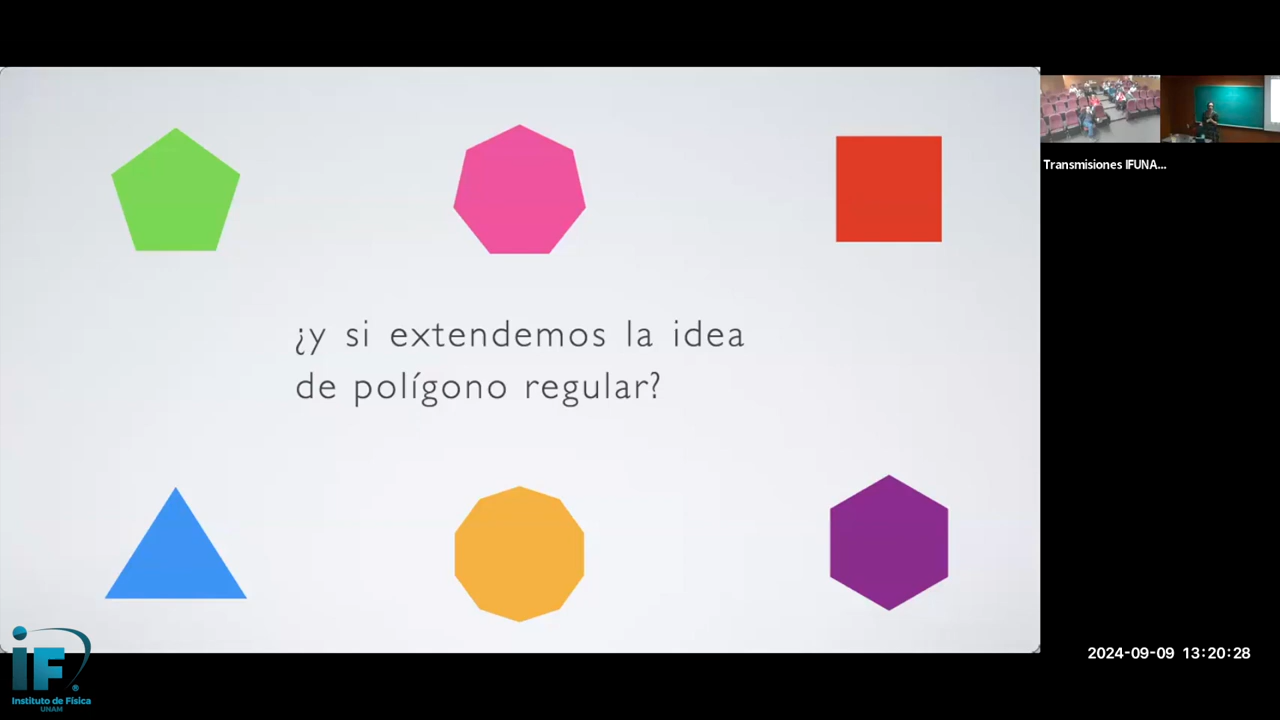 ¿y si extendemos la idea
de polígono regular?
Transmisiones IFUNA...
iF
Instituto de Física
UNAM
2024-09-09 13:20:28